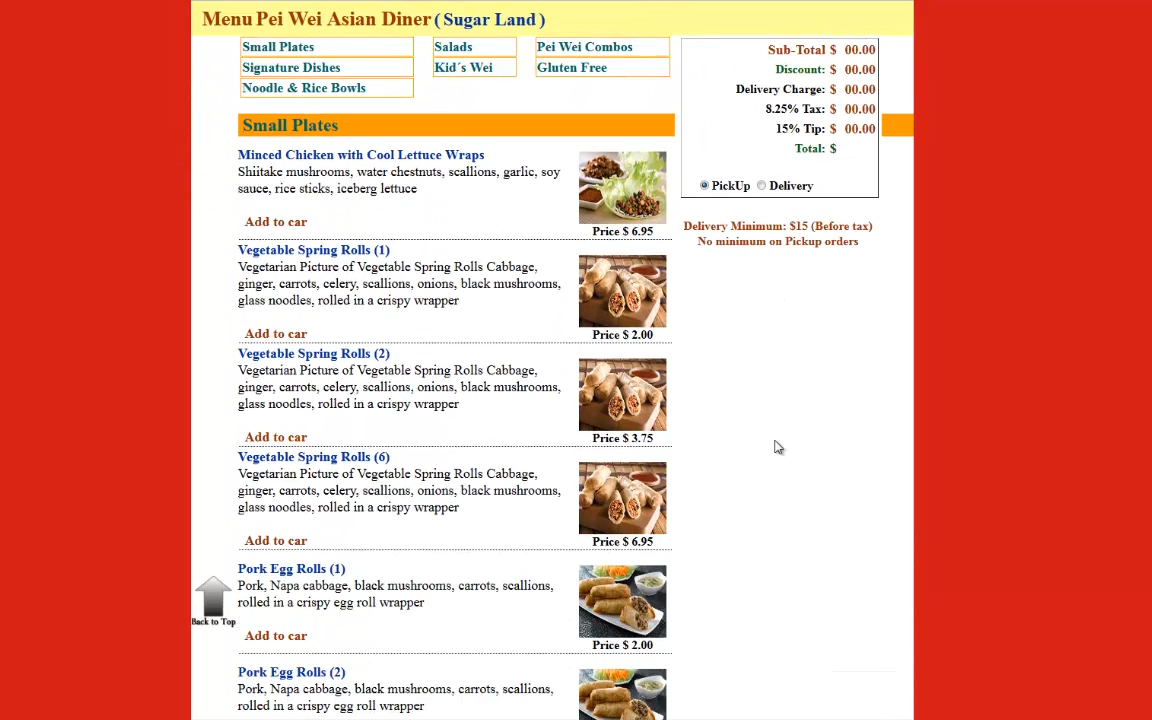 Menu Pei Wei Asian Diner ( Sugar Land )
Small Plates
Salads
Pei Wei Combos
Signature Dishes
Kid´s Wei
Gluten Free
Noodle & Rice Bowls
Sub-Total $ 00.00
Discount: $ 00.00
Delivery Charge: $ 00.00
8.25% Tax: $ 00.00
15% Tip: $ 00.00
Total: $
PickUp Delivery
Delivery Minimum: $15 (Before tax)
No minimum on Pickup orders
Small Plates
Minced Chicken with Cool Lettuce Wraps
Shiitake mushrooms, water chestnuts, scallions, garlic, soy
sauce, rice sticks, iceberg lettuce
Add to car
Price $ 6.95
Vegetable Spring Rolls (1)
Vegetarian Picture of Vegetable Spring Rolls Cabbage,
ginger, carrots, celery, scallions, onions, black mushrooms,
glass noodles, rolled in a crispy wrapper
Add to car
Price $ 2.00
Vegetable Spring Rolls (2)
Vegetarian Picture of Vegetable Spring Rolls Cabbage,
ginger, carrots, celery, scallions, onions, black mushrooms,
glass noodles, rolled in a crispy wrapper
Add to car
Price $ 3.75
Vegetable Spring Rolls (6)
Vegetarian Picture of Vegetable Spring Rolls Cabbage,
ginger, carrots, celery, scallions, onions, black mushrooms,
glass noodles, rolled in a crispy wrapper
Add to car
Price $ 6.95
Pork Egg Rolls (1)
Pork, Napa cabbage, black mushrooms, carrots, scallions,
rolled in a crispy egg roll wrapper
Add to car
Price $ 2.00
Back to Top
Pork Egg Rolls (2)
Pork, Napa cabbage, black mushrooms, carrots, scallions,
rolled in a crispy egg roll wrapper